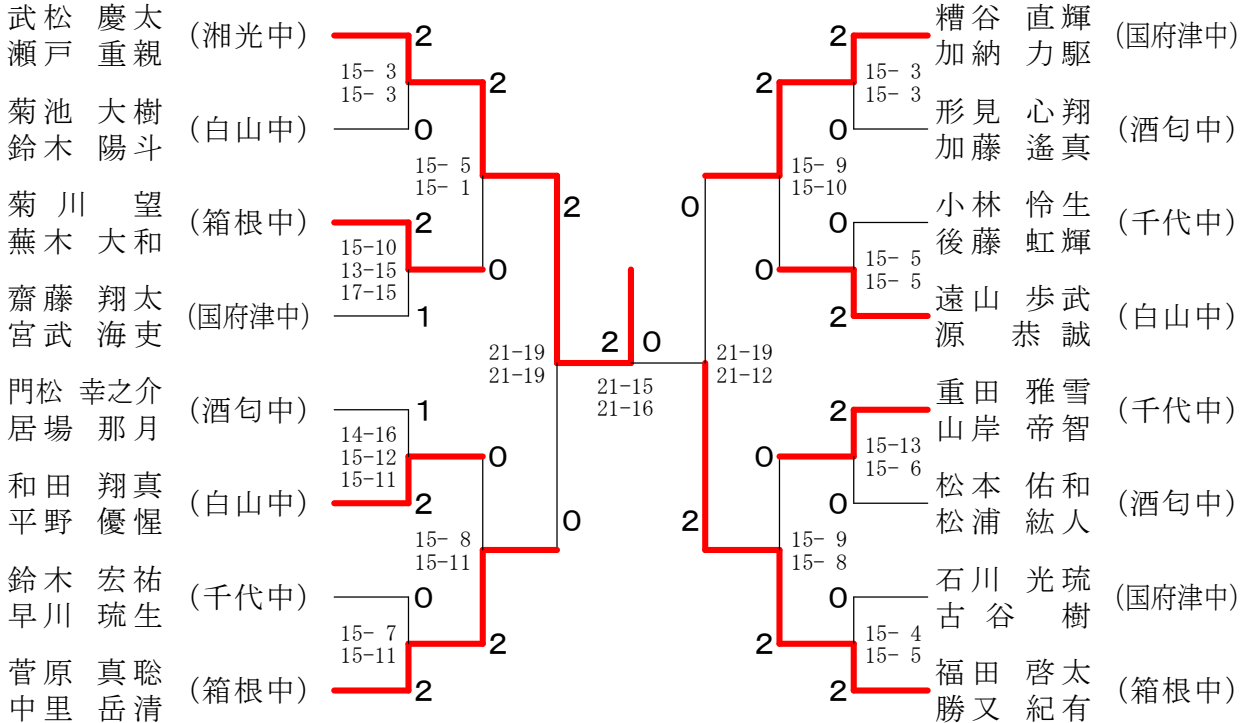 武松 慶太
瀬戸 重親
(湘光中)
2
15- 3
15- 3
2
菊池 大樹
鈴木 陽斗
(白山中)
0
15- 5
15- 1
2
菊川 望
蕪木 大和
(箱根中)
2
15-10
13-15
17-15
0
齋藤 翔太
宮武 海吏
(国府津中)
1
21-19
21-19
門松 幸之介
居場 那月
(酒匂中)
1
14-16
15-12
15-11
0
和田 翔真
平野 優惺
(白山中)
2
15- 8
15-11
0
鈴木 宏祐
早川 琉生
(千代中)
0
15- 7
15-11
2
菅原 真聡
中里 岳清
(箱根中)
2
2 0
21-15
21-16
糟谷 直輝
加納 力駆
(国府津中)
2
15- 3
15- 3
2
形見 心翔
加藤 遙真
(酒匂中)
0
15- 9
15-10
0
小林 怜生
後藤 虹輝
(千代中)
0
15- 5
15- 5
0
遠山 歩武
源 恭誠
(白山中)
2
21-19
21-12
重田 雅雪
山岸 帝智
(千代中)
2
15-13
15- 6
0
松本 佑和
松浦 紘人
(酒匂中)
0
15- 9
15- 8
2
石川 光琉
古谷 樹
(国府津中)
0
15- 4
15- 5
2
福田 啓太
勝又 紀有
(箱根中)
2